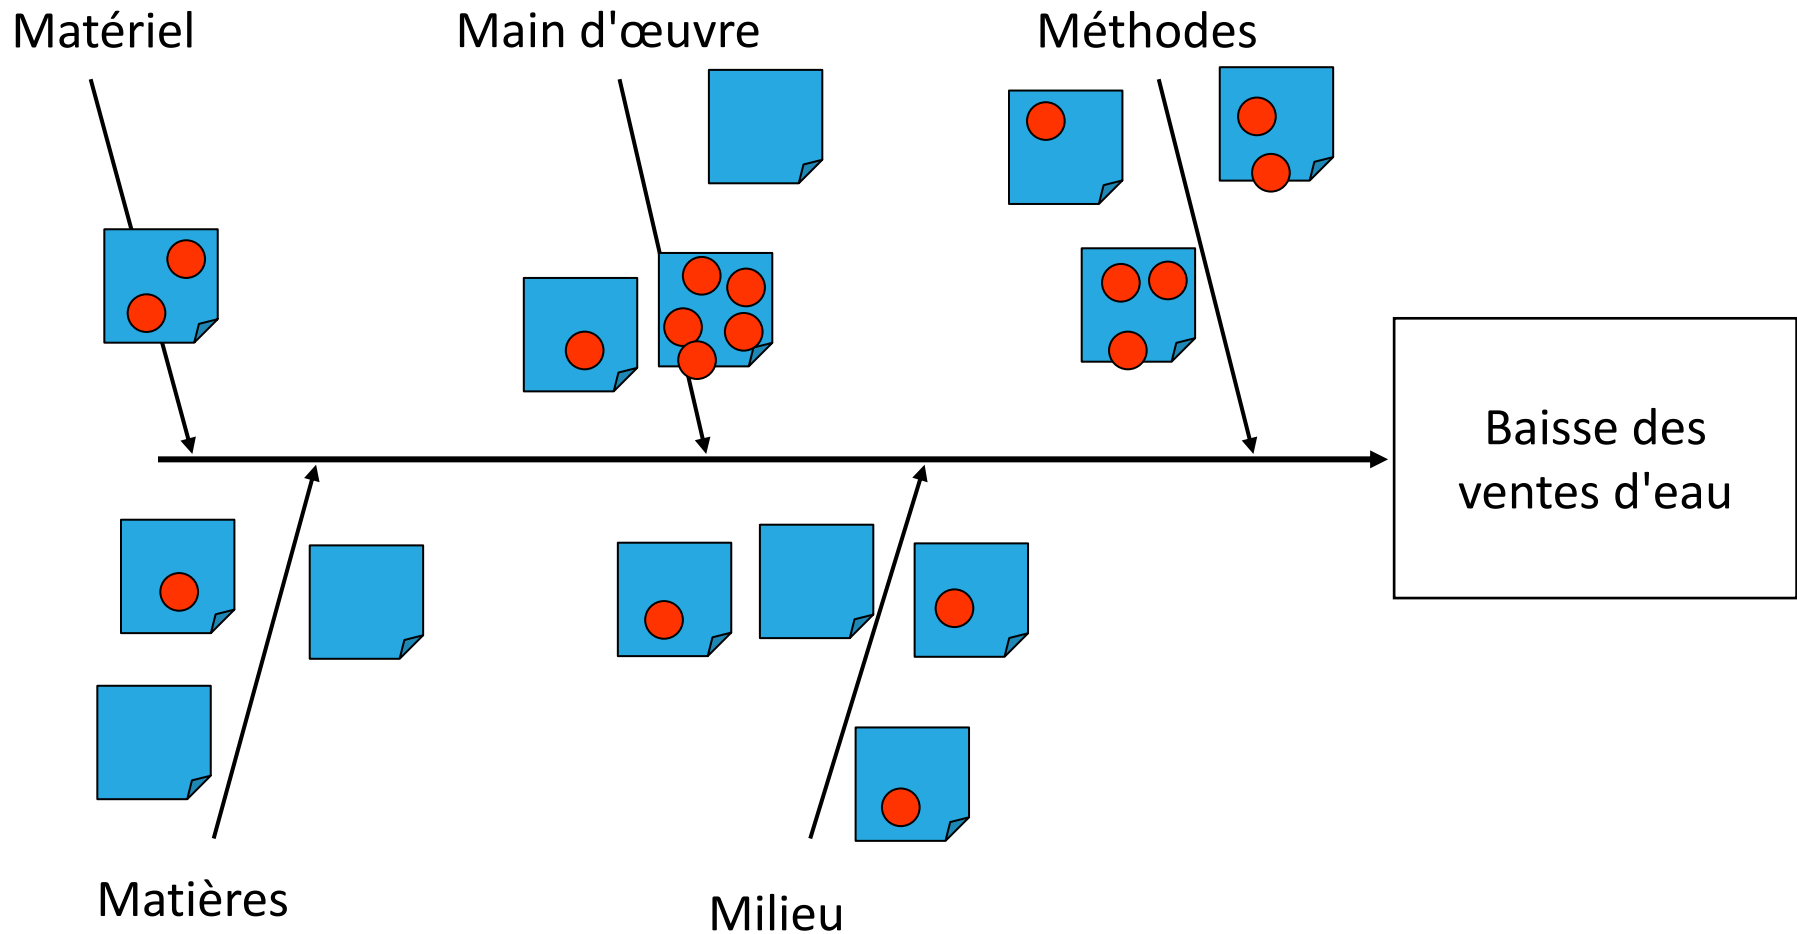 Matériel
Main d'œuvre
Méthodes
Baisse des
ventes d'eau
Matières
Milieu